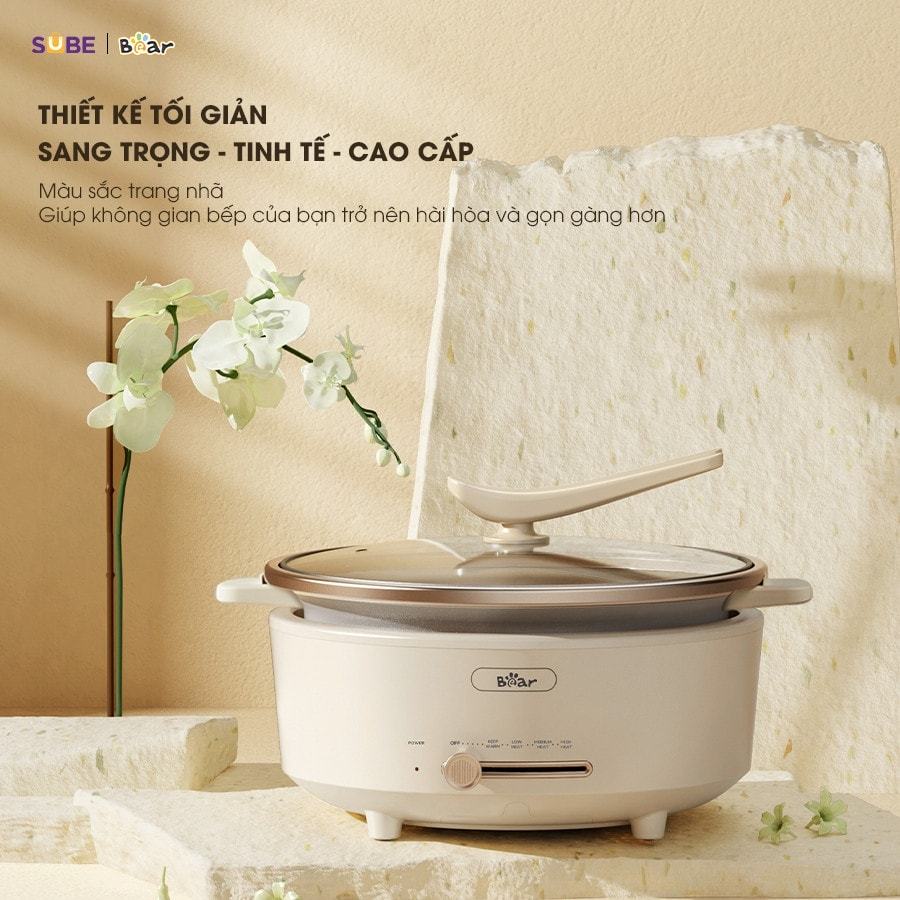 SUBE | Bear
THIẾT KẾ TỐI GIẢN
SANG TRỌNG - TINH TẾ - CAO CẤP
Màu sắc trang nhã
Giúp không gian bếp của bạn trở nên hài hòa và gọn gàng hơn
Bear
POWER OFF KEEP WARM LOW HEAT MEDIUM HEAT HIGH HEAT